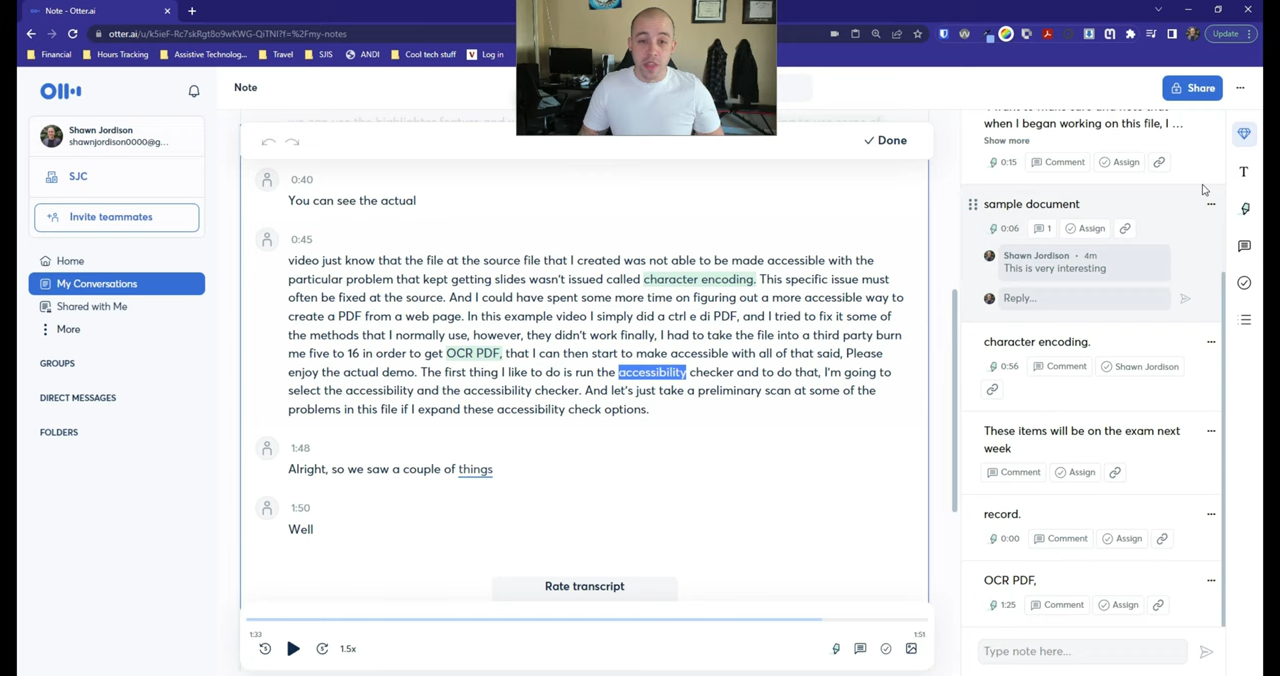 Note - Otter.ai
otter.ai/u/k5ieF-Rc7skRgt8o9wKWG-QiTNI?f=%2Fmy-notes
Update
Financial
Hours Tracking
Assistive Technolog...
Travel
SJIS
ANDI
Cool tech stuff
Log in
Note
Share
Shawn Jordison
shawnjordison0000@g...
SJC
Invite teammates
Home
My Conversations
Shared with Me
More
GROUPS
DIRECT MESSAGES
FOLDERS
Done
0:40
You can see the actual
0:45
video just know that the file at the source file that I created was not able to be made accessible with the
particular problem that kept getting slides wasn't issued called character encoding. This specific issue must
often be fixed at the source. And I could have spent some more time on figuring out a more accessible way to
create a PDF from a web page. In this example video I simply did a ctrl e di PDF, and I tried to fix it some of
the methods that I normally use, however, they didn't work finally, I had to take the file into a third party burn
me five to 16 in order to get OCR PDF, that I can then start to make accessible with all of that said, Please
enjoy the actual demo. The first thing I like to do is run the accessibility checker and to do that, I'm going to
select the accessibility and the accessibility checker. And let's just take a preliminary scan at some of the
problems in this file if I expand these accessibility check options.
1:48
Alright, so we saw a couple of things
1:50
Well
Rate transcript
1:33
1:51
1.5x
when I began working on this file, I ...
Show more
0:15 Comment Assign
sample document
0:06 1 Assign
Shawn Jordison • 4m
This is very interesting
Reply...
character encoding.
0:56 Comment Shawn Jordison
These items will be on the exam next
week
Comment Assign
record.
0:00 Comment Assign
OCR PDF,
1:25 Comment Assign
Type note here...